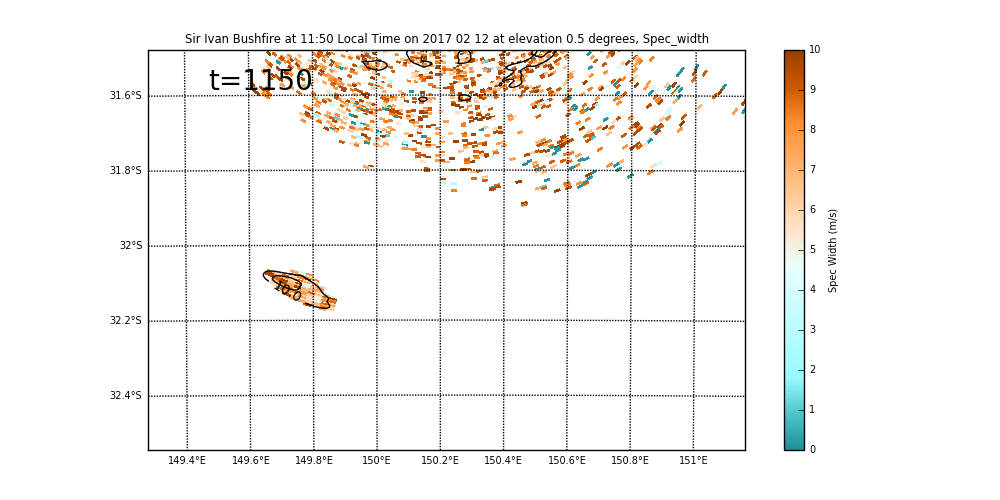 Sir Ivan Bushfire at 11:50 Local Time on 2017 02 12 at elevation 0.5 degrees, Spec_width
t=1150
31.6°S
31.8°S
32°S
32.2°S
32.4°S
10.0
149.4°E 149.6°E 149.8°E 150°E 150.2°E 150.4°E 150.6°E 150.8°E 151°E
10
9
8
7
6
5
4
3
2
1
0
Spec Width (m/s)